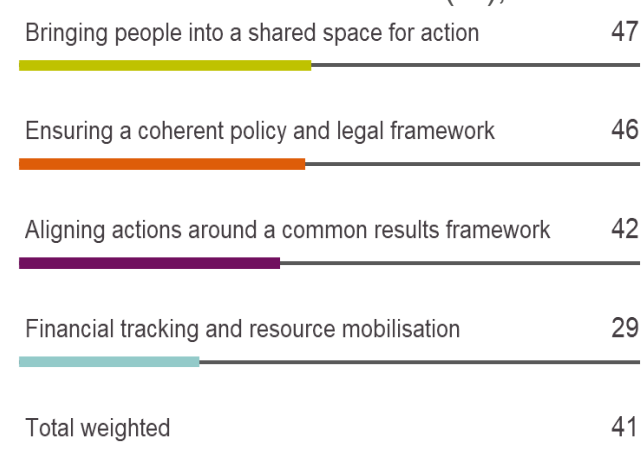 Bringing people into a shared space for action 47
Ensuring a coherent policy and legal framework 46
Aligning actions around a common results framework 42
Financial tracking and resource mobilisation 29
Total weighted 41